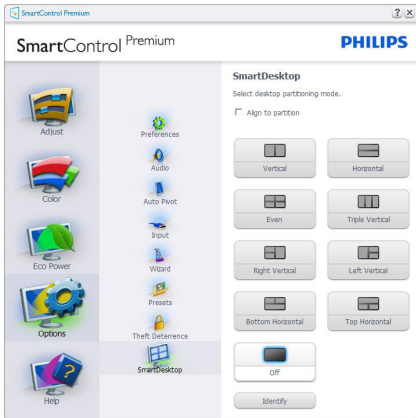 SmartControl Premium
SmartControl Premium
PHILIPS
Adjust
Color
Eco Power
Options
Help
Preferences
Audio
Auto Pivot
Input
Wizard
Presets
Theft Deterrence
SmartDesktop
SmartDesktop
Select desktop partitioning mode.
Align to partition
Vertical
Horizontal
Even
Triple Vertical
Right Vertical
Left Vertical
Bottom Horizontal
Top Horizontal
Off
Identify